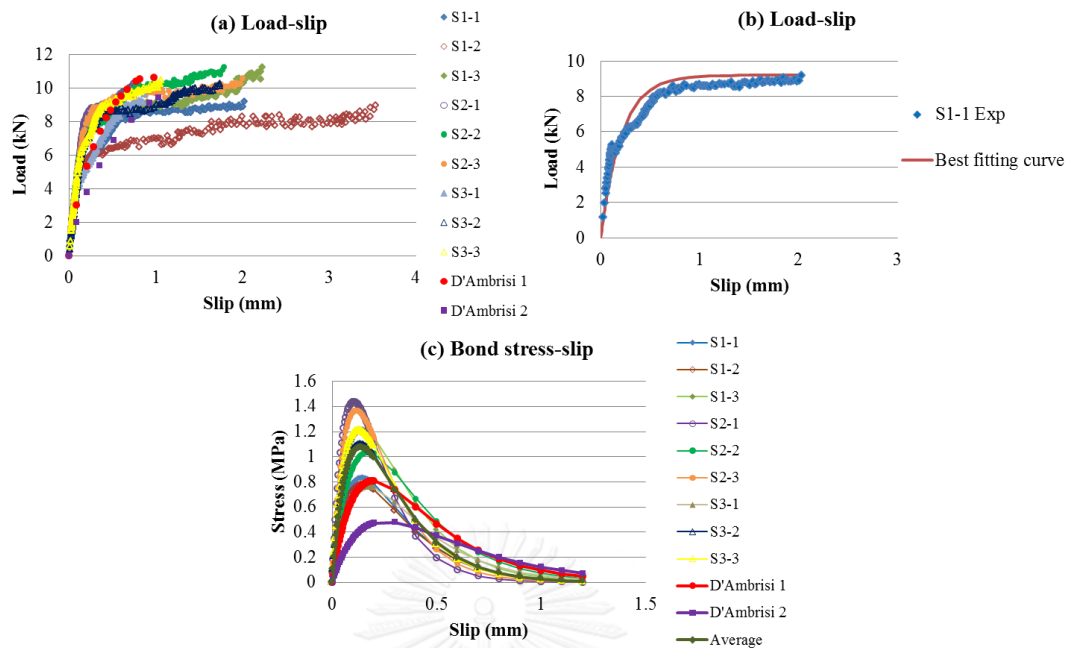 (a) Load-slip
12
10
8
6
4
2
0
0 1 2 3 4
Load (kN)
Slip (mm)
S1-1
S1-2
S1-3
S2-1
S2-2
S2-3
S3-1
S3-2
S3-3
D'Ambrisi 1
D'Ambrisi 2
(b) Load-slip
10
8
6
4
2
0
0 1 2 3
Load (kN)
Slip (mm)
S1-1 Exp
Best fitting curve
(c) Bond stress-slip
1.6
1.4
1.2
1
0.8
0.6
0.4
0.2
0
0 0.5 1 1.5
Stress (MPa)
Slip (mm)
S1-1
S1-2
S1-3
S2-1
S2-2
S2-3
S3-1
S3-2
S3-3
D'Ambrisi 1
D'Ambrisi 2
Average